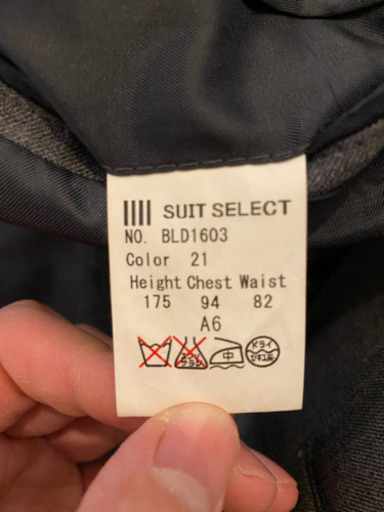 SUIT SELECT
NO. BLD1603
Color 21
Height Chest Waist
175 94 82
A6
中 ドライ